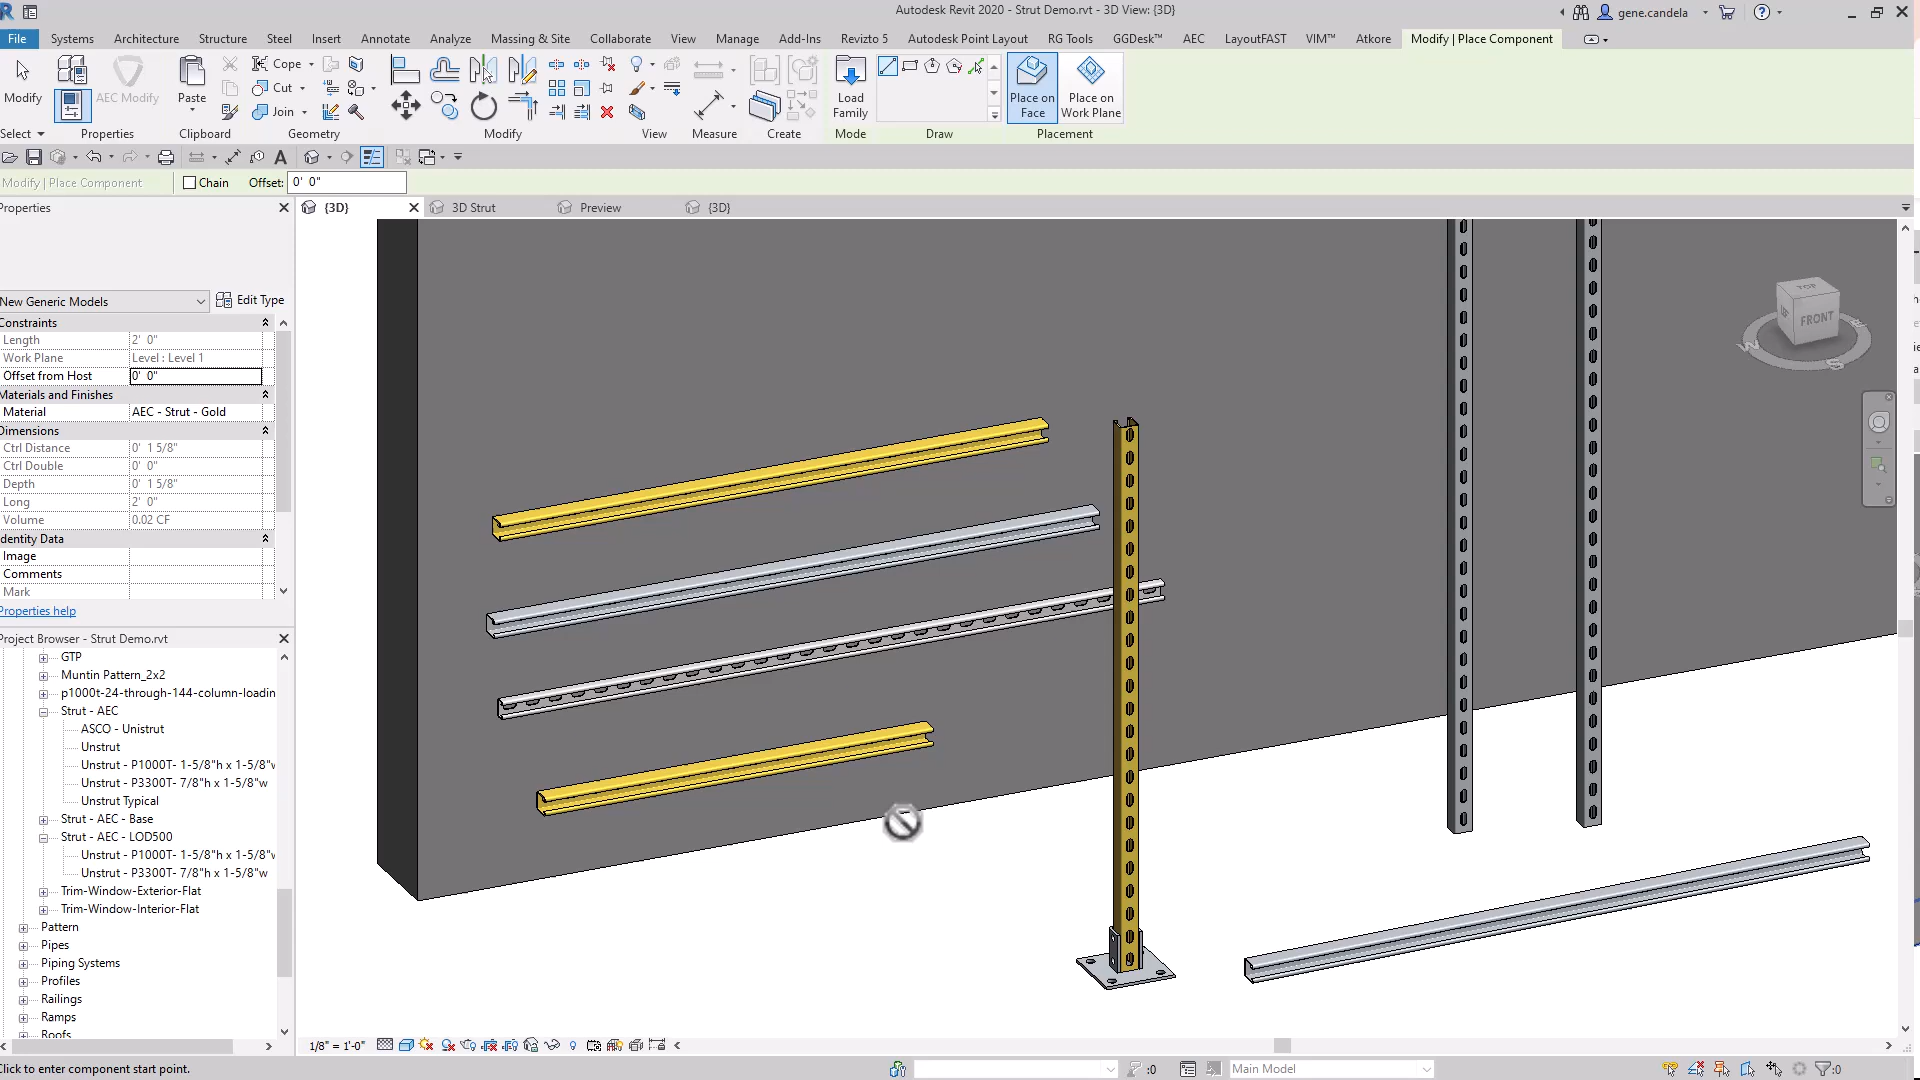 Autodesk Revit 2020 - Strut Demo.rvt - 3D View: {3D}
gene.candela
File Systems Architecture Structure Steel Insert Annotate Analyze Massing & Site Collaborate View Manage Add-Ins Revizto 5 Autodesk Point Layout RG Tools GGDesk™ AEC LayoutFAST VIM™ Atkore Modify | Place Component
Modify
AEC Modify
Paste
Cope
Cut
Join
Load Family
Place on Face
Place on Work Plane
Select Properties Clipboard Geometry Modify View Measure Create Mode Draw Placement
Modify | Place Component
Chain Offset: 0' 0"
Properties
{3D} 3D Strut Preview {3D}
New Generic Models Edit Type
Constraints
Length 2' 0"
Work Plane Level : Level 1
Offset from Host 0' 0"
Materials and Finishes
Material AEC - Strut - Gold
Dimensions
Ctrl Distance 0' 1 5/8"
Ctrl Double 0' 0"
Depth 0' 1 5/8"
Long 2' 0"
Volume 0.02 CF
dentity Data
Image
Comments
Mark
Properties help
Project Browser - Strut Demo.rvt
GTP
Muntin Pattern_2x2
p1000t-24-through-144-column-loadin
Strut - AEC
ASCO - Unistrut
Unstrut
Unstrut - P1000T- 1-5/8"h x 1-5/8"w
Unstrut - P3300T- 7/8"h x 1-5/8"w
Unstrut Typical
Strut - AEC - Base
Strut - AEC - LOD500
Unstrut - P1000T- 1-5/8"h x 1-5/8"w
Unstrut - P3300T- 7/8"h x 1-5/8"w
Trim-Window-Exterior-Flat
Trim-Window-Interior-Flat
Pattern
Pipes
Piping Systems
Profiles
Railings
Ramps
Roofs
TOP
FRONT
W
S
1/8" = 1'-0"
Click to enter component start point.
:0
Main Model
:0